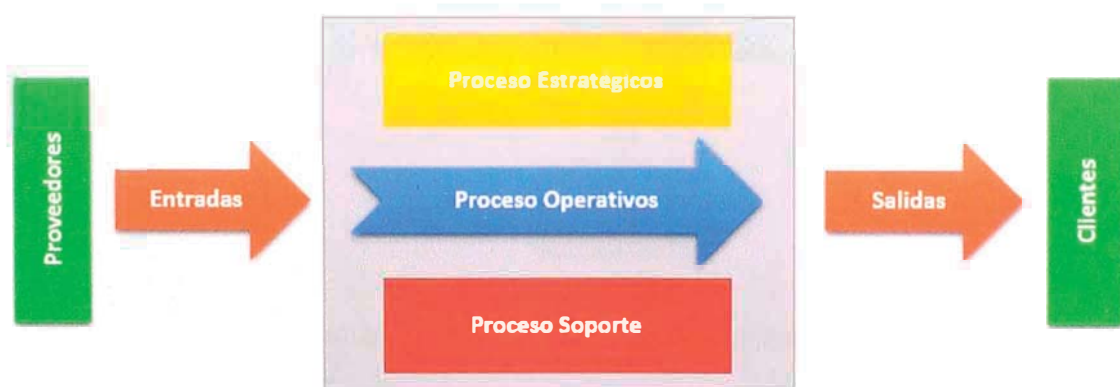 Proveedores
Entradas
Proceso Estratégicos
Proceso Operativos
Proceso Soporte
Salidas
Clientes